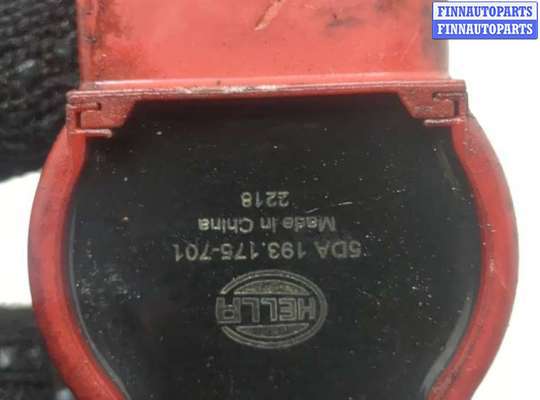 FINNAUTOPARTS
FINNAUTOPARTS
HELLA
5DA 193.175-701
Made in China
2218